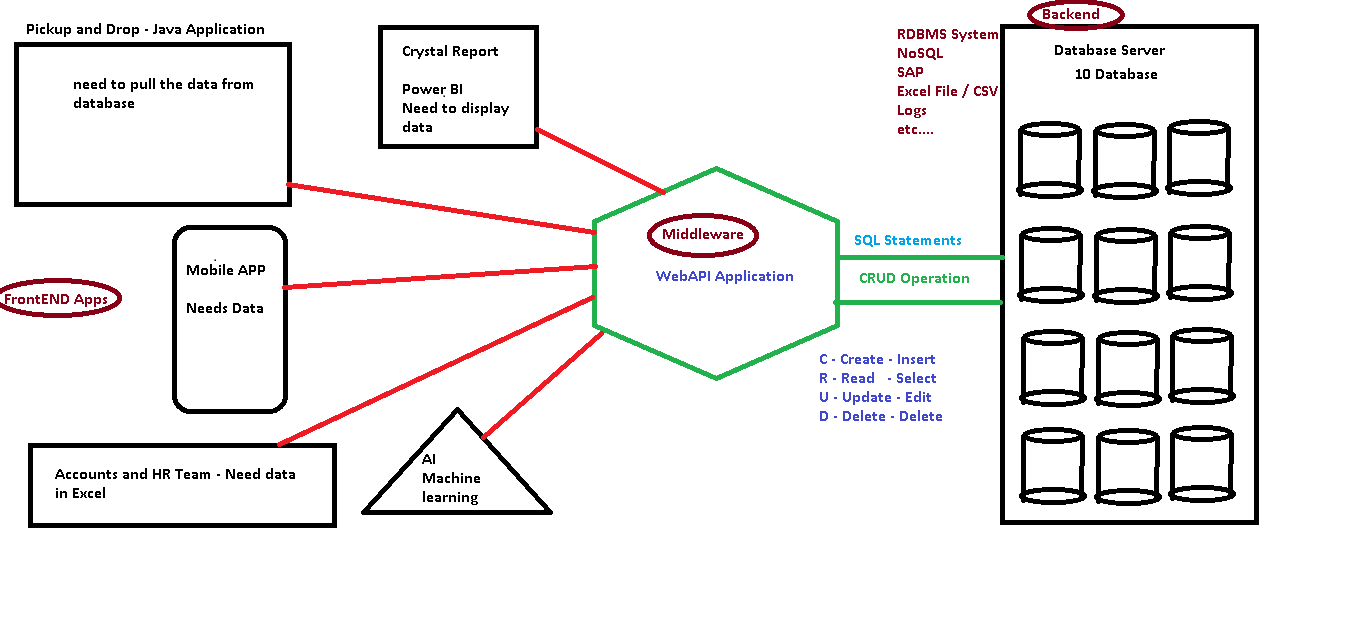 Pickup and Drop - Java Application
need to pull the data from
database
Crystal Report
Power BI
Need to display
data
Mobile APP
Needs Data
FrontEND Apps
Accounts and HR Team - Need data
in Excel
AI
Machine
learning
Middleware
WebAPI Application
SQL Statements
CRUD Operation
C - Create - Insert
R - Read - Select
U - Update - Edit
D - Delete - Delete
RDBMS System
NoSQL
SAP
Excel File / CSV
Logs
etc....
Backend
Database Server
10 Database